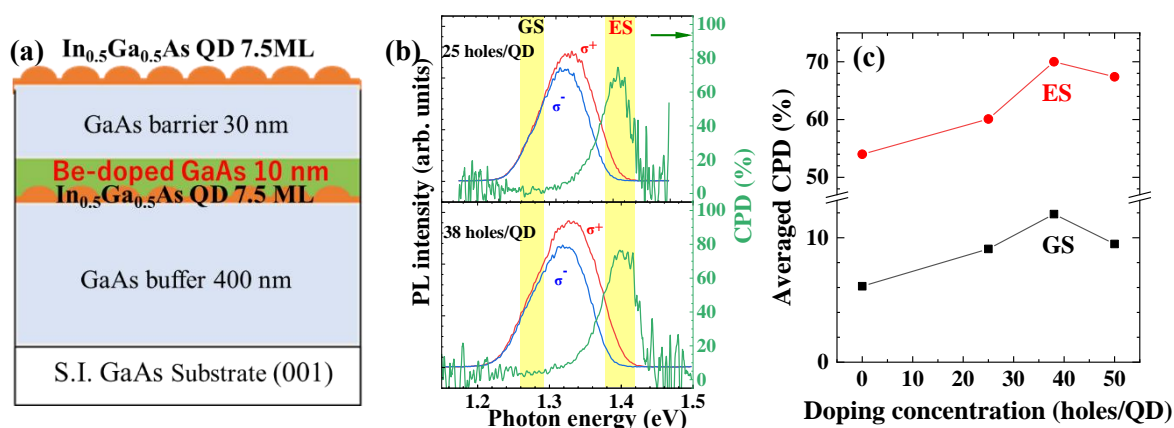 (a)
In0.5Ga0.5As QD 7.5ML
GaAs barrier 30 nm
Be-doped GaAs 10 nm
In0.5Ga0.5As QD 7.5 ML
GaAs buffer 400 nm
S.I. GaAs Substrate (001)
(b)
GS
ES
25 holes/QD
σ+
σ-
38 holes/QD
σ+
σ-
PL intensity (arb. units)
100
80
60
40
20
0
100
80
60
40
20
0
CPD (%)
1.2 1.3 1.4 1.5
Photon energy (eV)
(c)
70
60
50
10
0
Averaged CPD (%)
ES
GS
0 10 20 30 40 50
Doping concentration (holes/QD)